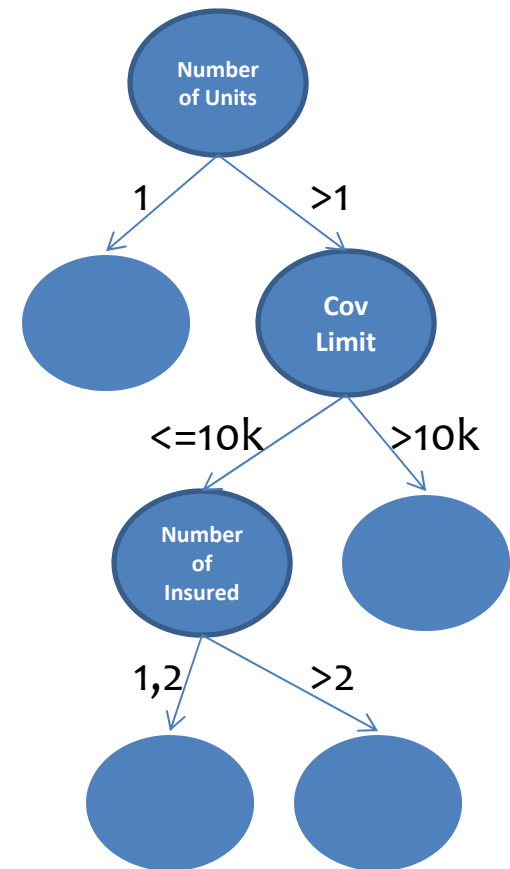 Number
of Units
1
>1
Cov
Limit
<=10k
>10k
Number
of
Insured
1,2
>2